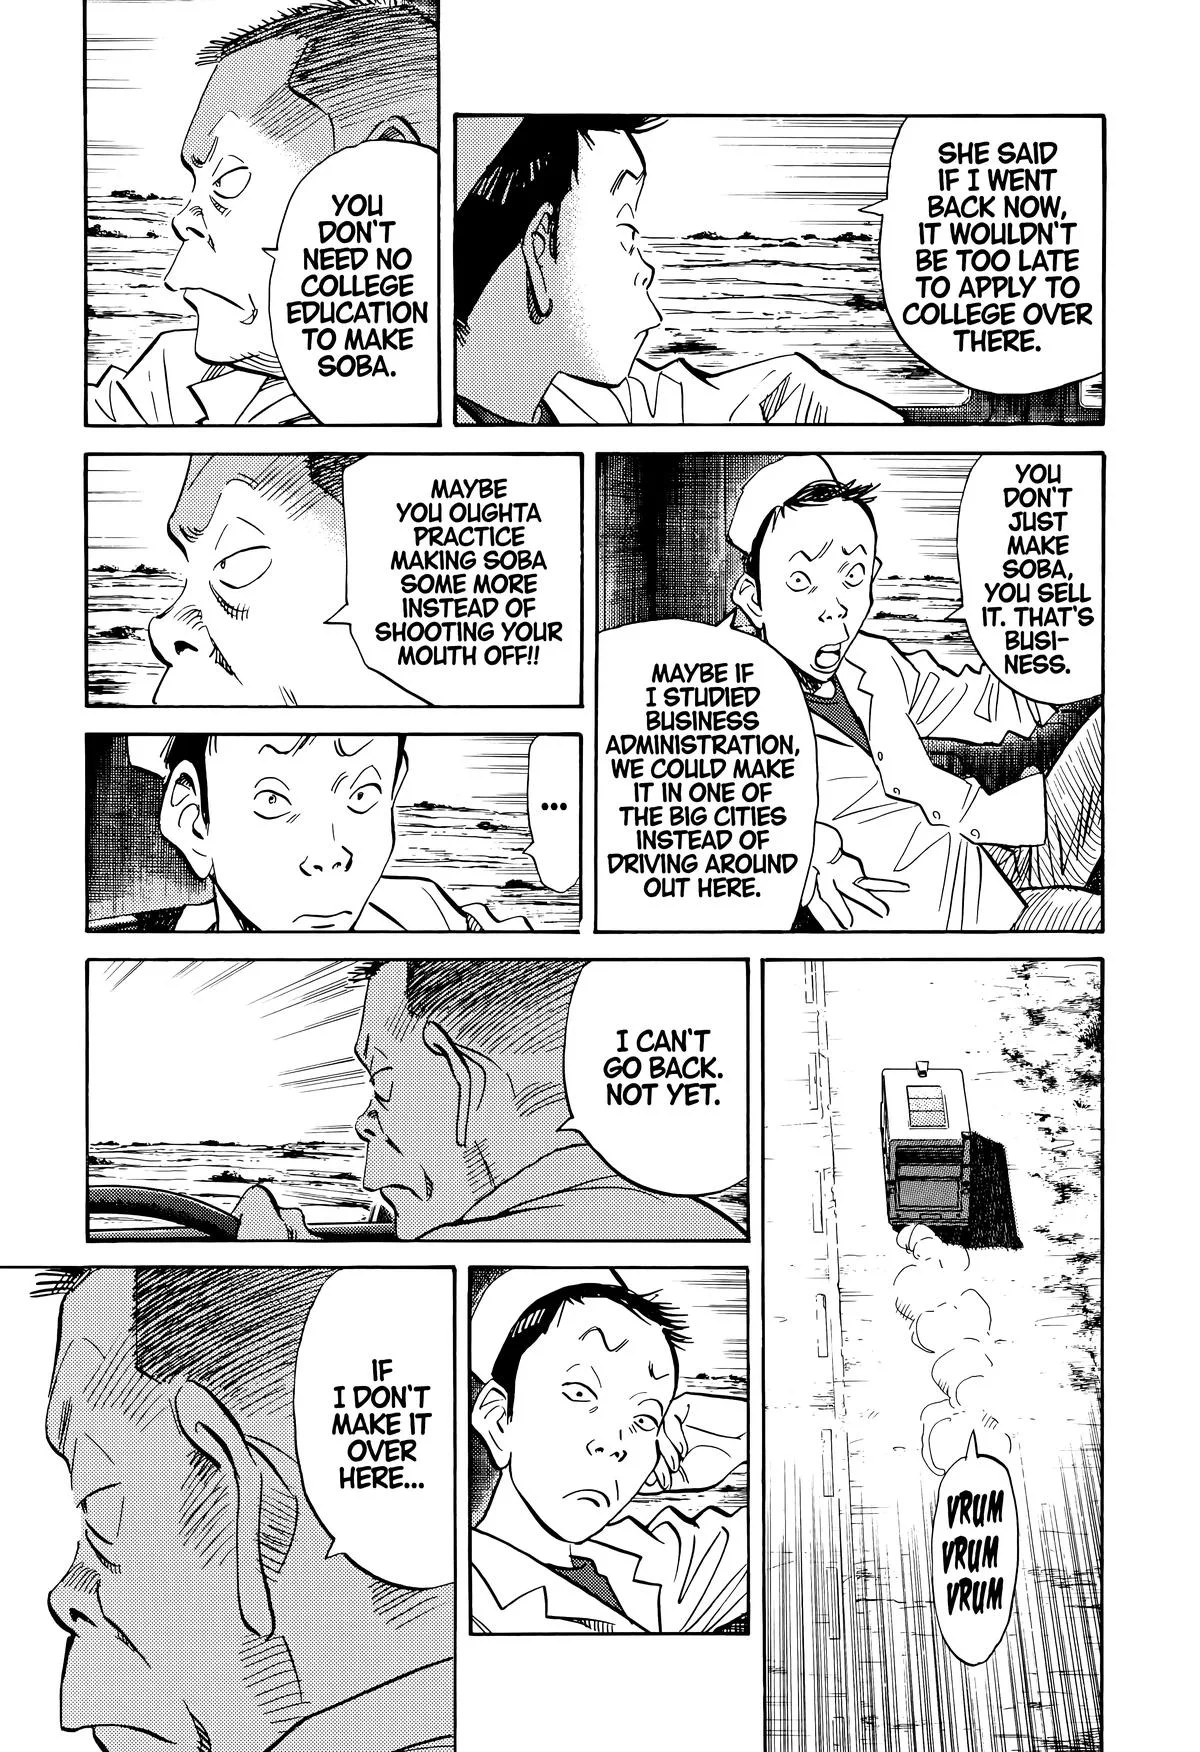 SHE SAID
IF I WENT
BACK NOW,
IT WOULDN'T
BE TOO LATE
TO APPLY TO
COLLEGE OVER
THERE.
YOU
DON'T
NEED NO
COLLEGE
EDUCATION
TO MAKE
SOBA.
YOU
DON'T
JUST
MAKE
SOBA,
YOU SELL
IT. THAT'S
BUSI-
NESS.
MAYBE IF
I STUDIED
BUSINESS
ADMINISTRATION,
WE COULD MAKE
IT IN ONE OF
THE BIG CITIES
INSTEAD OF
DRIVING AROUND
OUT HERE.
MAYBE
YOU OUGHTA
PRACTICE
MAKING SOBA
SOME MORE
INSTEAD OF
SHOOTING YOUR
MOUTH OFF!!
...
VRUM
VRUM
VRUM
I CAN'T
GO BACK.
NOT YET.
IF
I DON'T
MAKE IT
OVER
HERE...